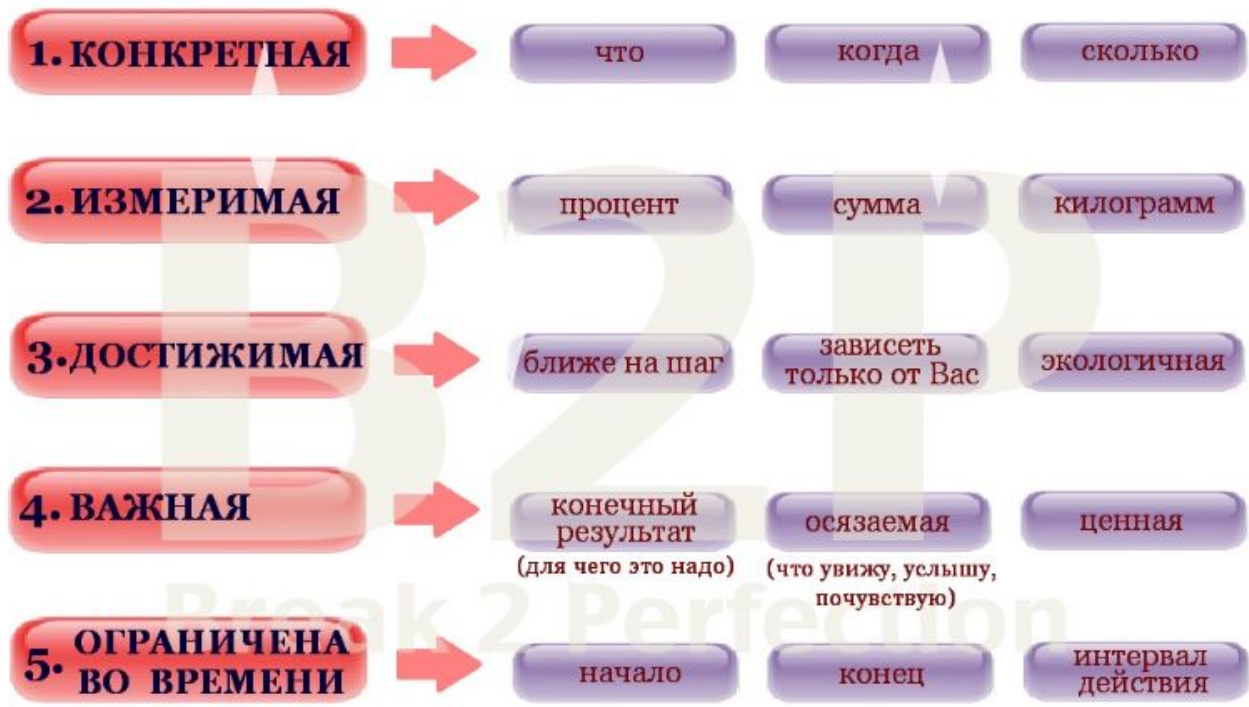 1. КОНКРЕТНАЯ что когда сколько
2. ИЗМЕРИМАЯ процент сумма килограмм
3. ДОСТИЖИМАЯ ближе на шаг зависеть только от Вас экологичная
4. ВАЖНАЯ конечный результат осязаемая ценная
(для чего это надо) (что увижу, услышу, почувствую)
5. ОГРАНИЧЕНА ВО ВРЕМЕНИ начало конец интервал действия
B2P
Break 2 Perfection